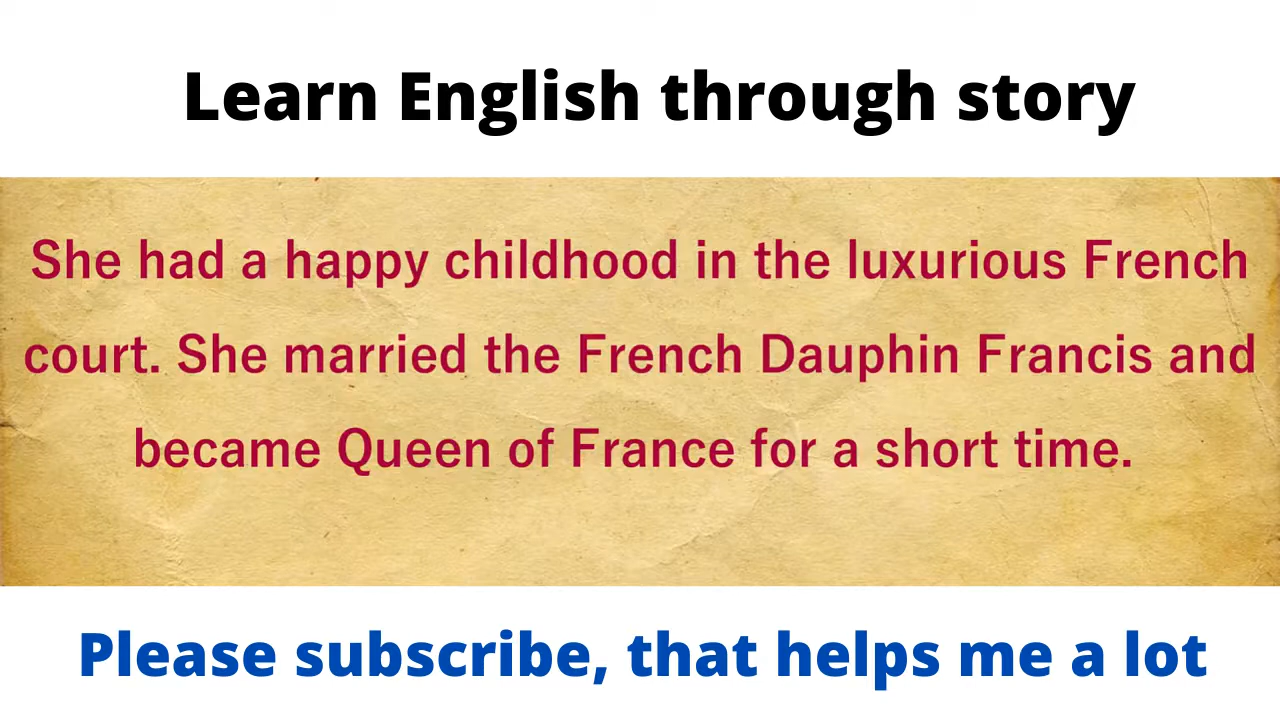 Learn English through story
She had a happy childhood in the luxurious French
court. She married the French Dauphin Francis and
became Queen of France for a short time.
Please subscribe, that helps me a lot